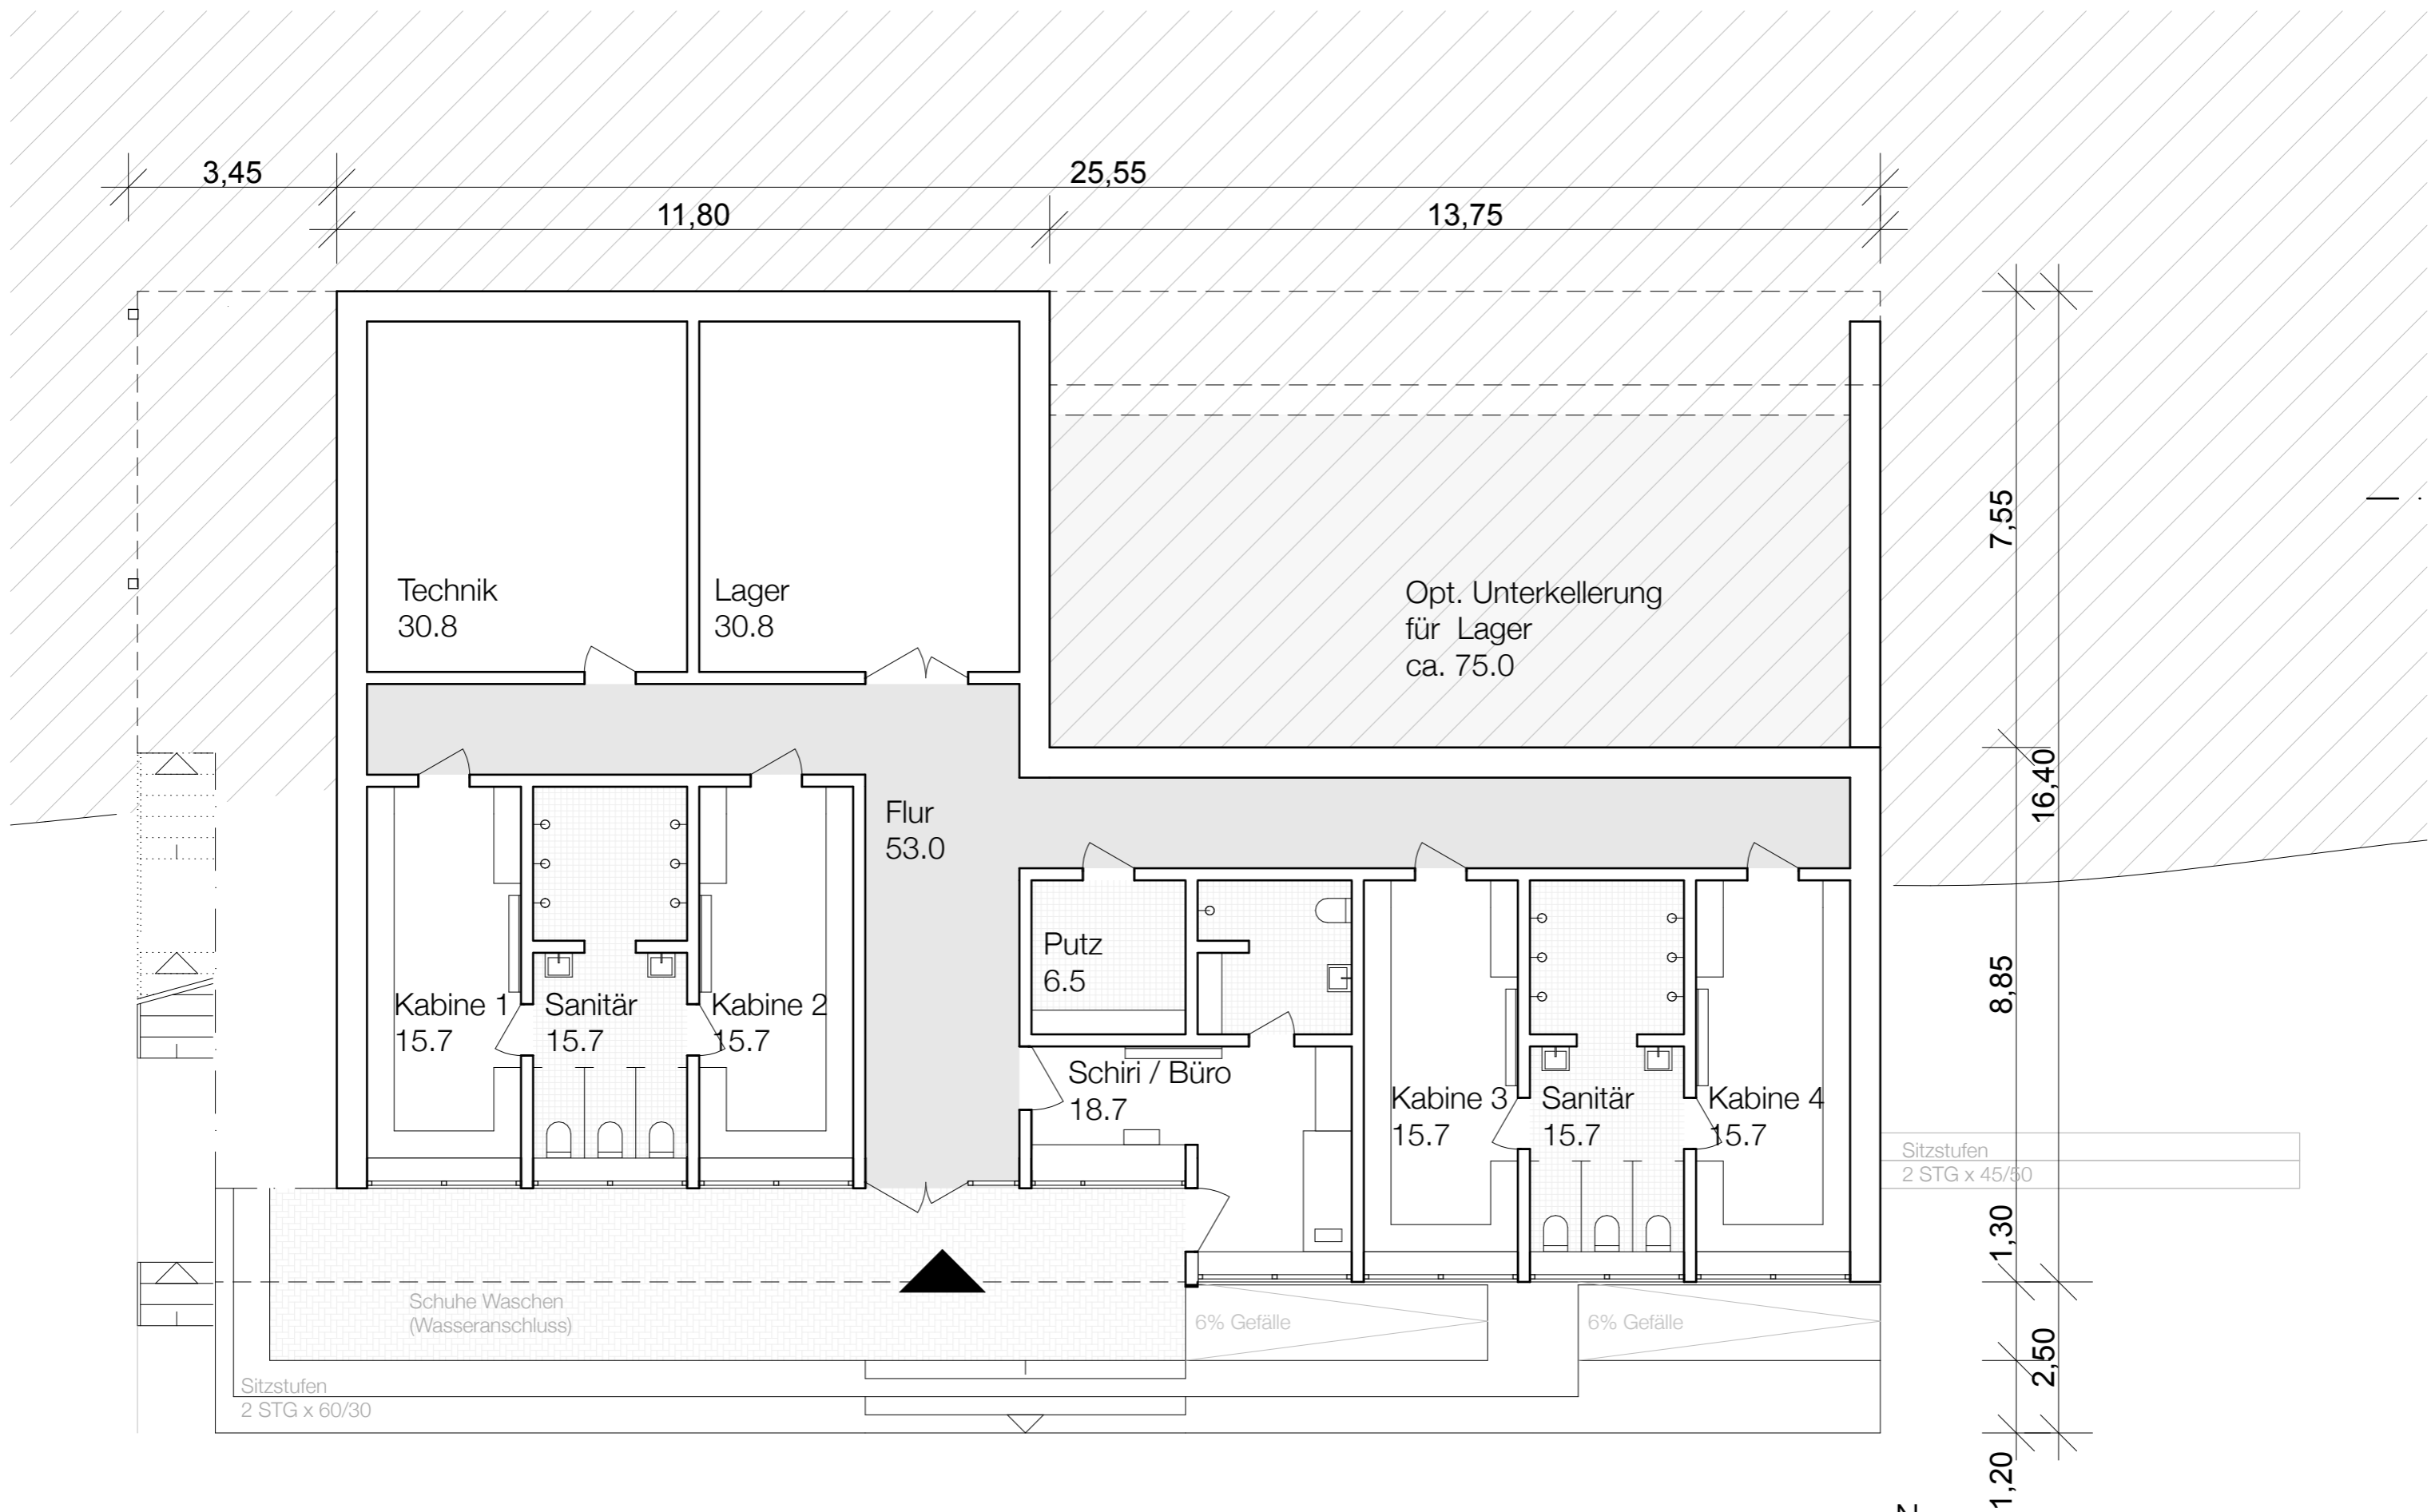 3,45
25,55
11,80
13,75
7,55
16,40
8,85
1,30
2,50
1,20
Technik
30.8
Lager
30.8
Opt. Unterkellerung
für Lager
ca. 75.0
Flur
53.0
Putz
6.5
Kabine 1
15.7
Sanitär
15.7
Kabine 2
15.7
Schiri / Büro
18.7
Kabine 3
15.7
Sanitär
15.7
Kabine 4
15.7
Sitzstufen
2 STG x 45/50
Schuhe Waschen
(Wasseranschluss)
6% Gefälle
6% Gefälle
Sitzstufen
2 STG x 60/30